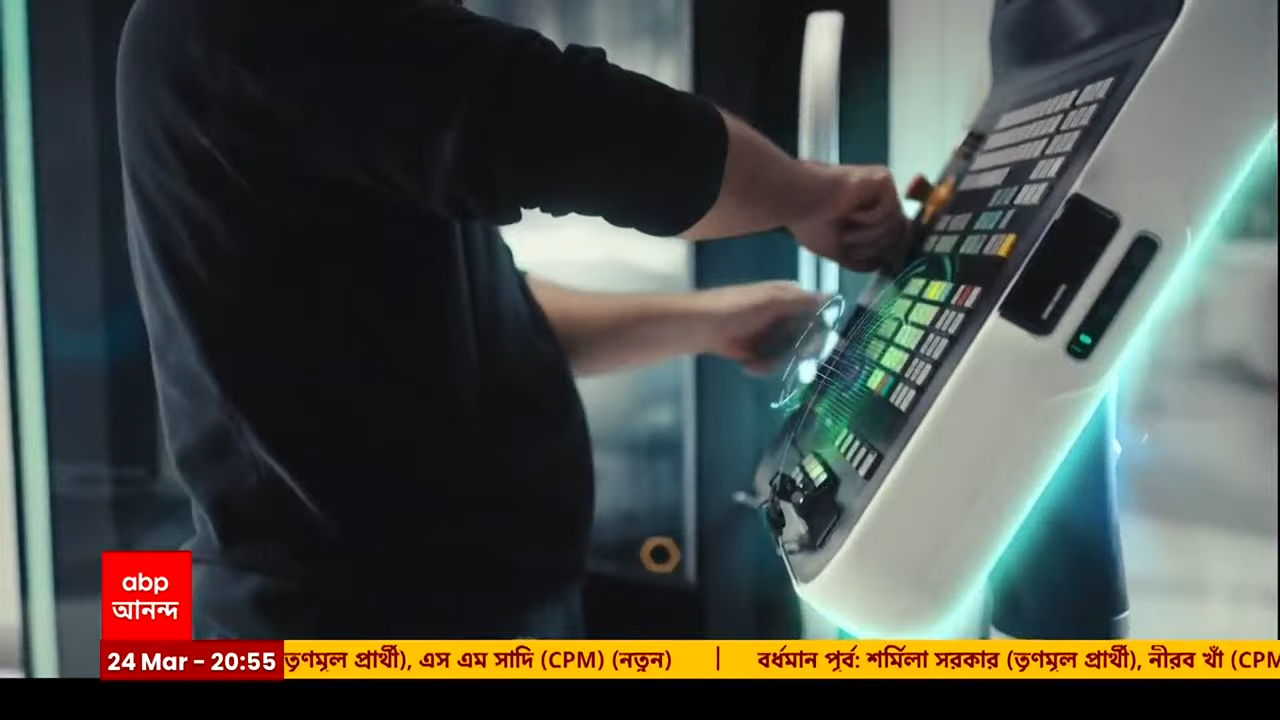 abp
আনন্দ
24 Mar - 20:55
তৃণমূল প্রার্থী), এস এম সাদি (CPM) (নতুন) | বর্ধমান পূর্ব: শর্মিলা সরকার (তৃণমূল প্রার্থী), নীরব খাঁ (CPM